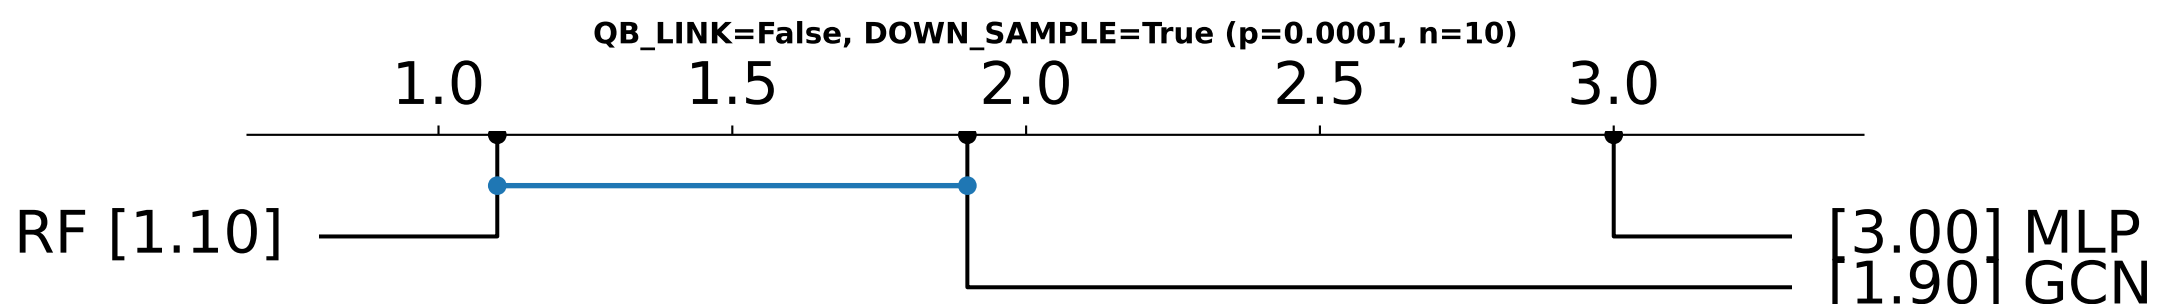 QB_LINK=False, DOWN_SAMPLE=True (p=0.0001, n=10)
1.0 1.5 2.0 2.5 3.0
RF [1.10] [3.00] MLP
[1.90] GCN